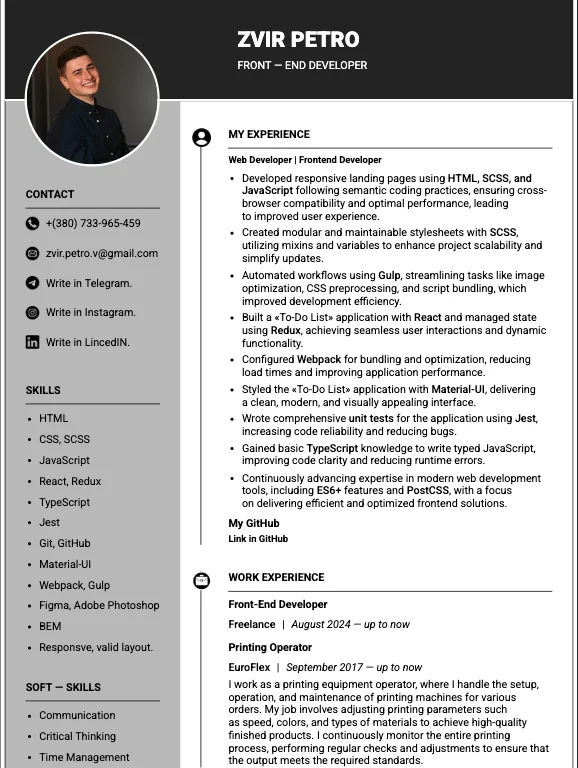 ZVIR PETRO
FRONT — END DEVELOPER
CONTACT
+(380) 733-965-459
zvir.petro.v@gmail.com
Write in Telegram.
Write in Instagram.
Write in LincedIN.
SKILLS
• HTML
• CSS, SCSS
• JavaScript
• React, Redux
• TypeScript
• Jest
• Git, GitHub
• Material-UI
• Webpack, Gulp
• Figma, Adobe Photoshop
• BEM
• Responsve, valid layout.
SOFT — SKILLS
• Communication
• Critical Thinking
• Time Management
MY EXPERIENCE
Web Developer | Frontend Developer
• Developed responsive landing pages using HTML, SCSS, and
JavaScript following semantic coding practices, ensuring cross-
browser compatibility and optimal performance, leading
to improved user experience.
• Created modular and maintainable stylesheets with SCSS,
utilizing mixins and variables to enhance project scalability and
simplify updates.
• Automated workflows using Gulp, streamlining tasks like image
optimization, CSS preprocessing, and script bundling, which
improved development efficiency.
• Built a «To-Do List» application with React and managed state
using Redux, achieving seamless user interactions and dynamic
functionality.
• Configured Webpack for bundling and optimization, reducing
load times and improving application performance.
• Styled the «To-Do List» application with Material-UI, delivering
a clean, modern, and visually appealing interface.
• Wrote comprehensive unit tests for the application using Jest,
increasing code reliability and reducing bugs.
• Gained basic TypeScript knowledge to write typed JavaScript,
improving code clarity and reducing runtime errors.
• Continuously advancing expertise in modern web development
tools, including ES6+ features and PostCSS, with a focus
on delivering efficient and optimized frontend solutions.
My GitHub
Link in GitHub
WORK EXPERIENCE
Front-End Developer
Freelance | August 2024 — up to now
Printing Operator
EuroFlex | September 2017 — up to now
I work as a printing equipment operator, where I handle the setup,
operation, and maintenance of printing machines for various
orders. My job involves adjusting printing parameters such
as speed, colors, and types of materials to achieve high-quality
finished products. I continuously monitor the entire printing
process, performing regular checks and adjustments to ensure that
the output meets the required standards.